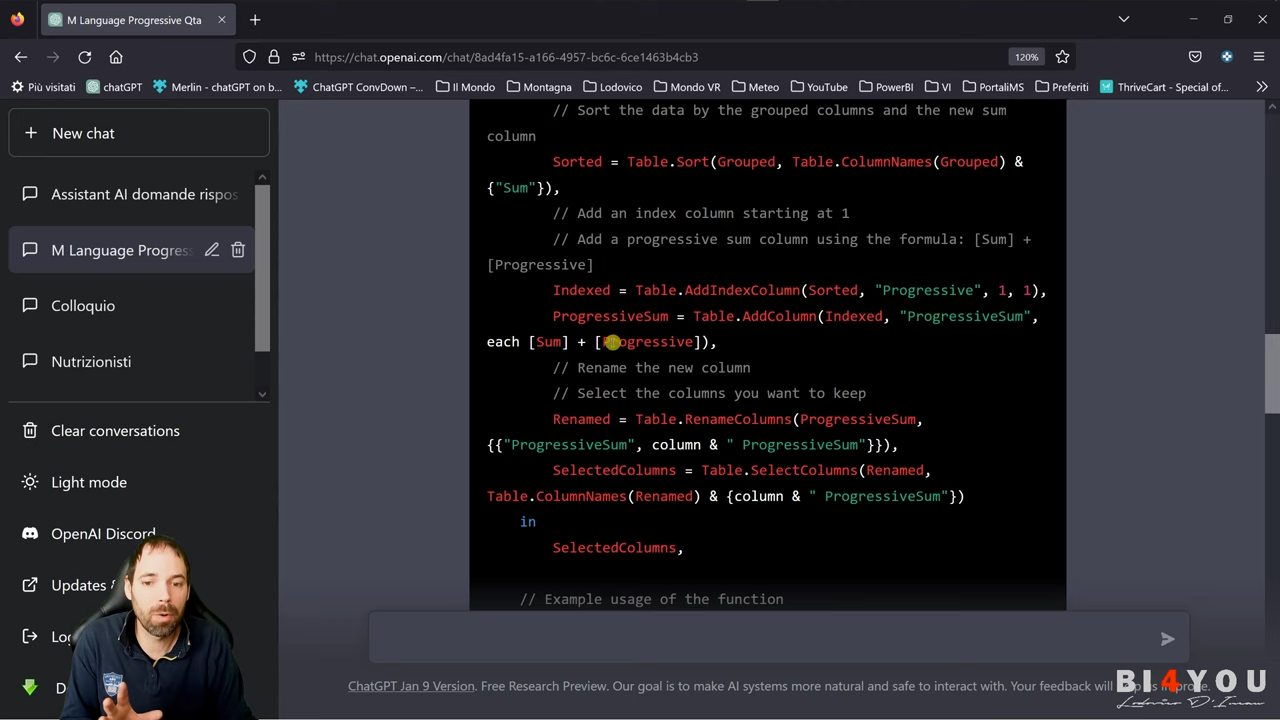 M Language Progressive Qta
https://chat.openai.com/chat/8ad4fa15-a166-4957-bc6c-6ce1463b4cb3
120%
Più visitati
chatGPT
Merlin - chatGPT on b...
ChatGPT ConvDown –...
Il Mondo
Montagna
Lodovico
Mondo VR
Meteo
YouTube
PowerBI
VI
PortaliMS
Preferiti
ThriveCart - Special of...
New chat
Assistant AI domande rispos
M Language Progress
Colloquio
Nutrizionisti
Clear conversations
Light mode
OpenAI Discord
Updates &
Lo
D
// Sort the data by the grouped columns and the new sum
column
Sorted = Table.Sort(Grouped, Table.ColumnNames(Grouped) &
{"Sum"}),
// Add an index column starting at 1
// Add a progressive sum column using the formula: [Sum] +
[Progressive]
Indexed = Table.AddIndexColumn(Sorted, "Progressive", 1, 1),
ProgressiveSum = Table.AddColumn(Indexed, "ProgressiveSum",
each [Sum] + [Progressive]),
// Rename the new column
// Select the columns you want to keep
Renamed = Table.RenameColumns(ProgressiveSum,
{{"ProgressiveSum", column & " ProgressiveSum"}}),
SelectedColumns = Table.SelectColumns(Renamed,
Table.ColumnNames(Renamed) & {column & " ProgressiveSum"})
in
SelectedColumns,
// Example usage of the function
ChatGPT Jan 9 Version. Free Research Preview. Our goal is to make AI systems more natural and safe to interact with. Your feedback will improve.
BI4YOU